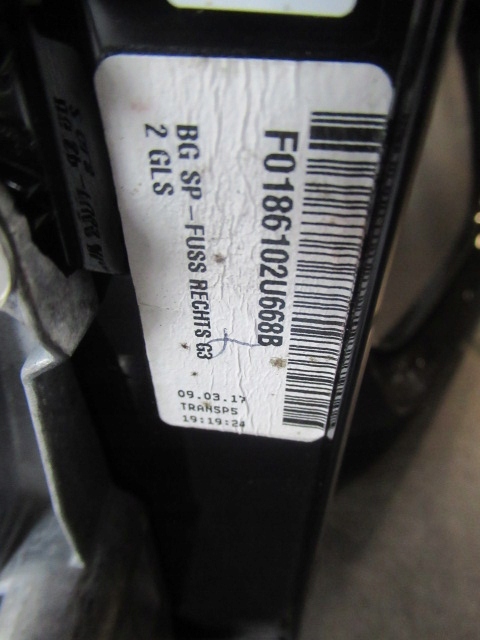 F0186102U668B
BG SP-FUSS RECHTS G3
2 GLS
09.03.17
TRANSP5
19:19:24